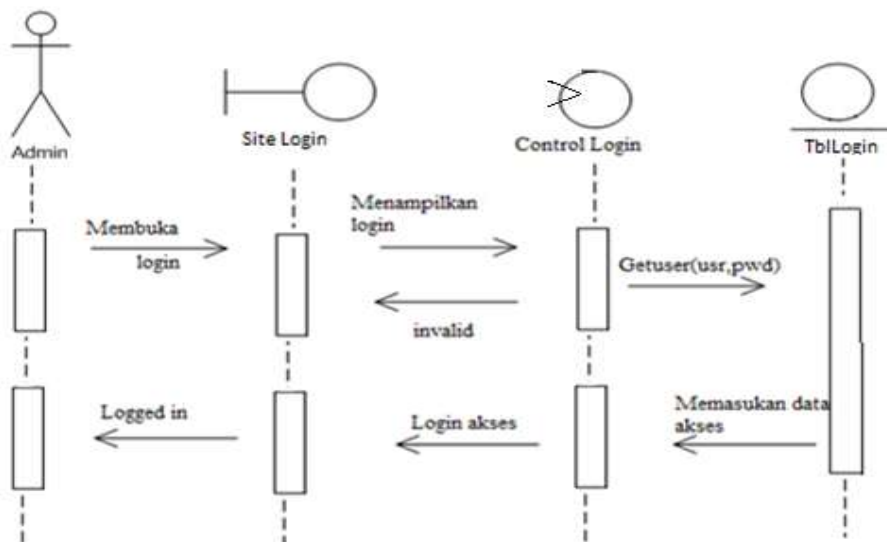 Admin
Site Login
Control Login
TblLogin
Membuka
login
Menampilkan
login
Getuser(usr,pwd)
invalid
Logged in
Login akses
Memasukan data
akses